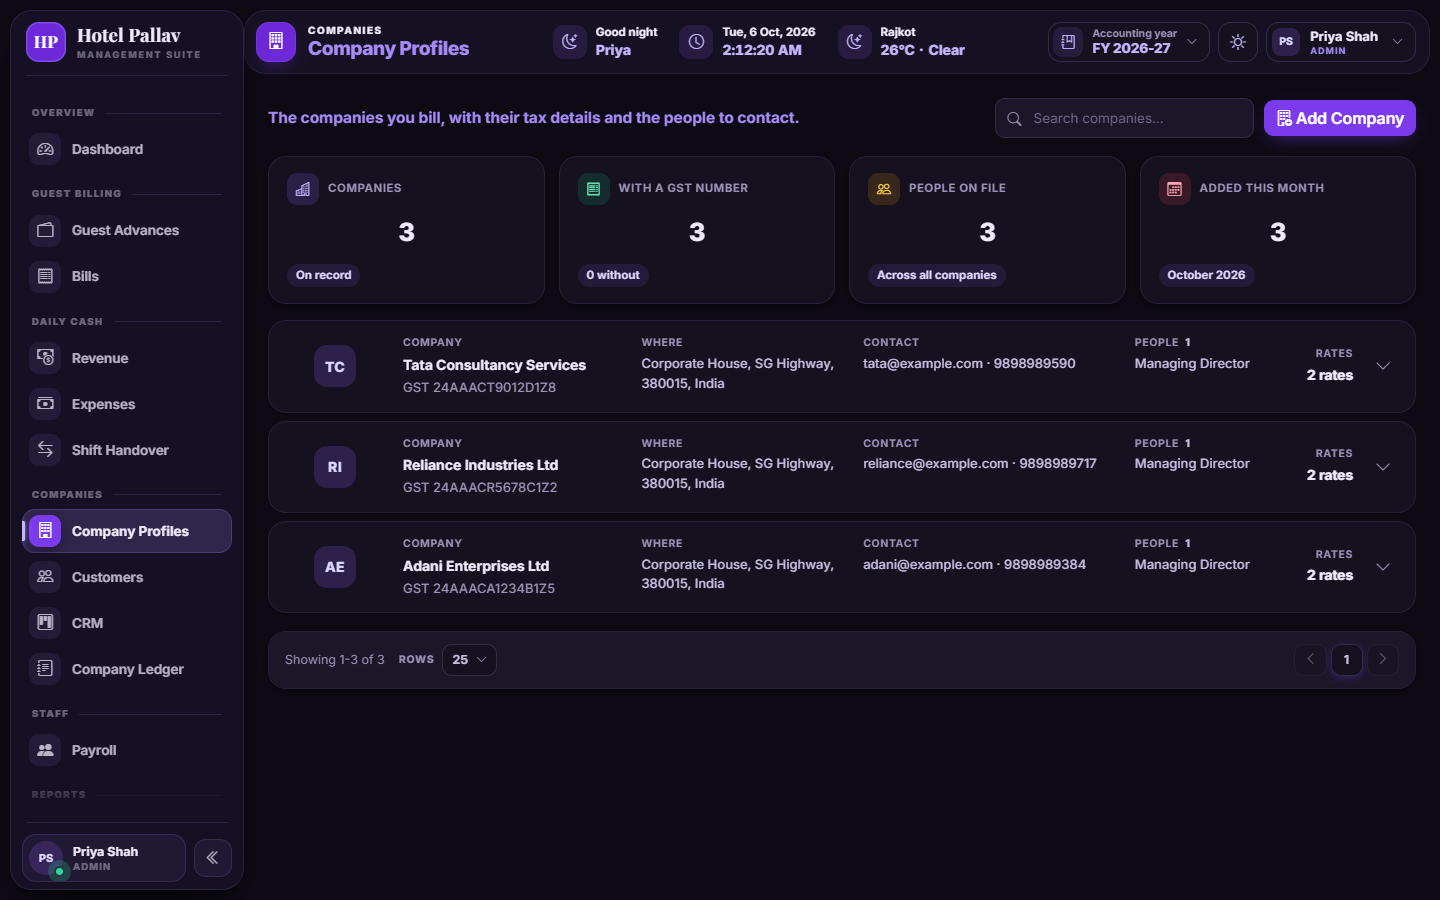 HP
Hotel Pallav
MANAGEMENT SUITE
OVERVIEW
Dashboard
GUEST BILLING
Guest Advances
Bills
DAILY CASH
Revenue
Expenses
Shift Handover
COMPANIES
Company Profiles
Customers
CRM
Company Ledger
STAFF
Payroll
REPORTS
PS
Priya Shah
ADMIN
COMPANIES
Company Profiles
Good night
Priya
Tue, 6 Oct, 2026
2:12:20 AM
Rajkot
26°C · Clear
Accounting year
FY 2026-27
PS
Priya Shah
ADMIN
The companies you bill, with their tax details and the people to contact.
Search companies...
Add Company
COMPANIES
3
On record
WITH A GST NUMBER
3
0 without
PEOPLE ON FILE
3
Across all companies
ADDED THIS MONTH
3
October 2026
TC
COMPANY
Tata Consultancy Services
GST 24AAACT9012D1Z8
WHERE
Corporate House, SG Highway,
380015, India
CONTACT
tata@example.com · 9898989590
PEOPLE 1
Managing Director
RATES
2 rates
RI
COMPANY
Reliance Industries Ltd
GST 24AAACR5678C1Z2
WHERE
Corporate House, SG Highway,
380015, India
CONTACT
reliance@example.com · 9898989717
PEOPLE 1
Managing Director
RATES
2 rates
AE
COMPANY
Adani Enterprises Ltd
GST 24AAACA1234B1Z5
WHERE
Corporate House, SG Highway,
380015, India
CONTACT
adani@example.com · 9898989384
PEOPLE 1
Managing Director
RATES
2 rates
Showing 1-3 of 3
ROWS
25
1